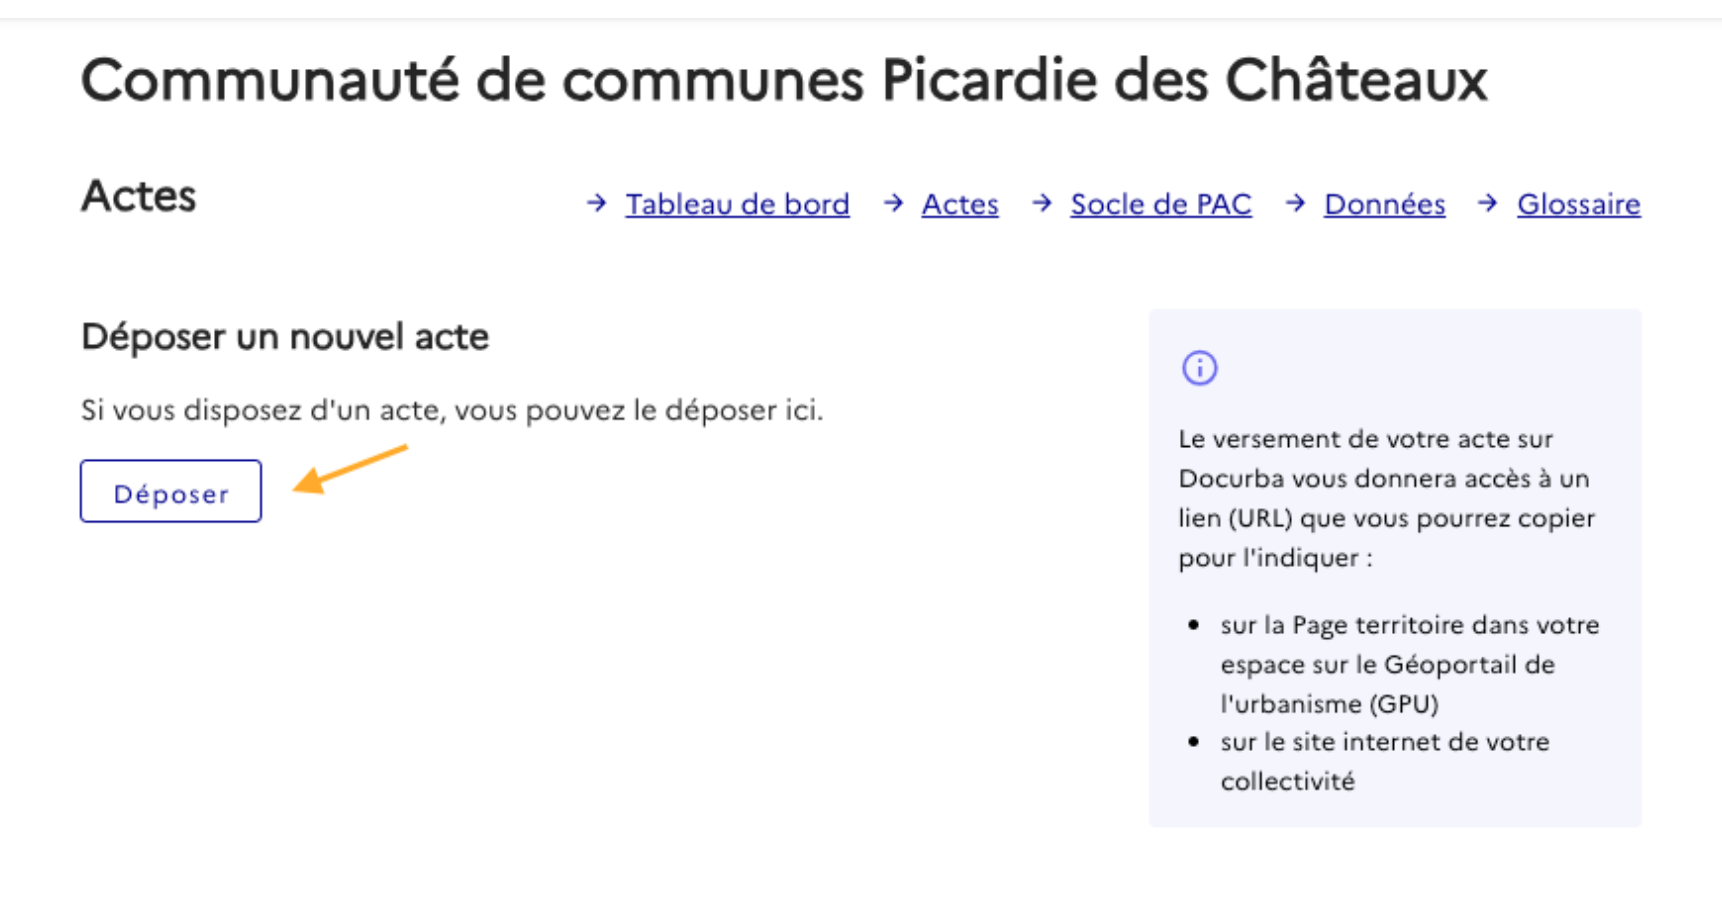 Communauté de communes Picardie des Châteaux
Actes
→ Tableau de bord → Actes → Socle de PAC → Données → Glossaire
Déposer un nouvel acte
Si vous disposez d'un acte, vous pouvez le déposer ici.
Déposer
Le versement de votre acte sur
Docurba vous donnera accès à un
lien (URL) que vous pourrez copier
pour l'indiquer :
• sur la Page territoire dans votre
espace sur le Géoportail de
l'urbanisme (GPU)
• sur le site internet de votre
collectivité